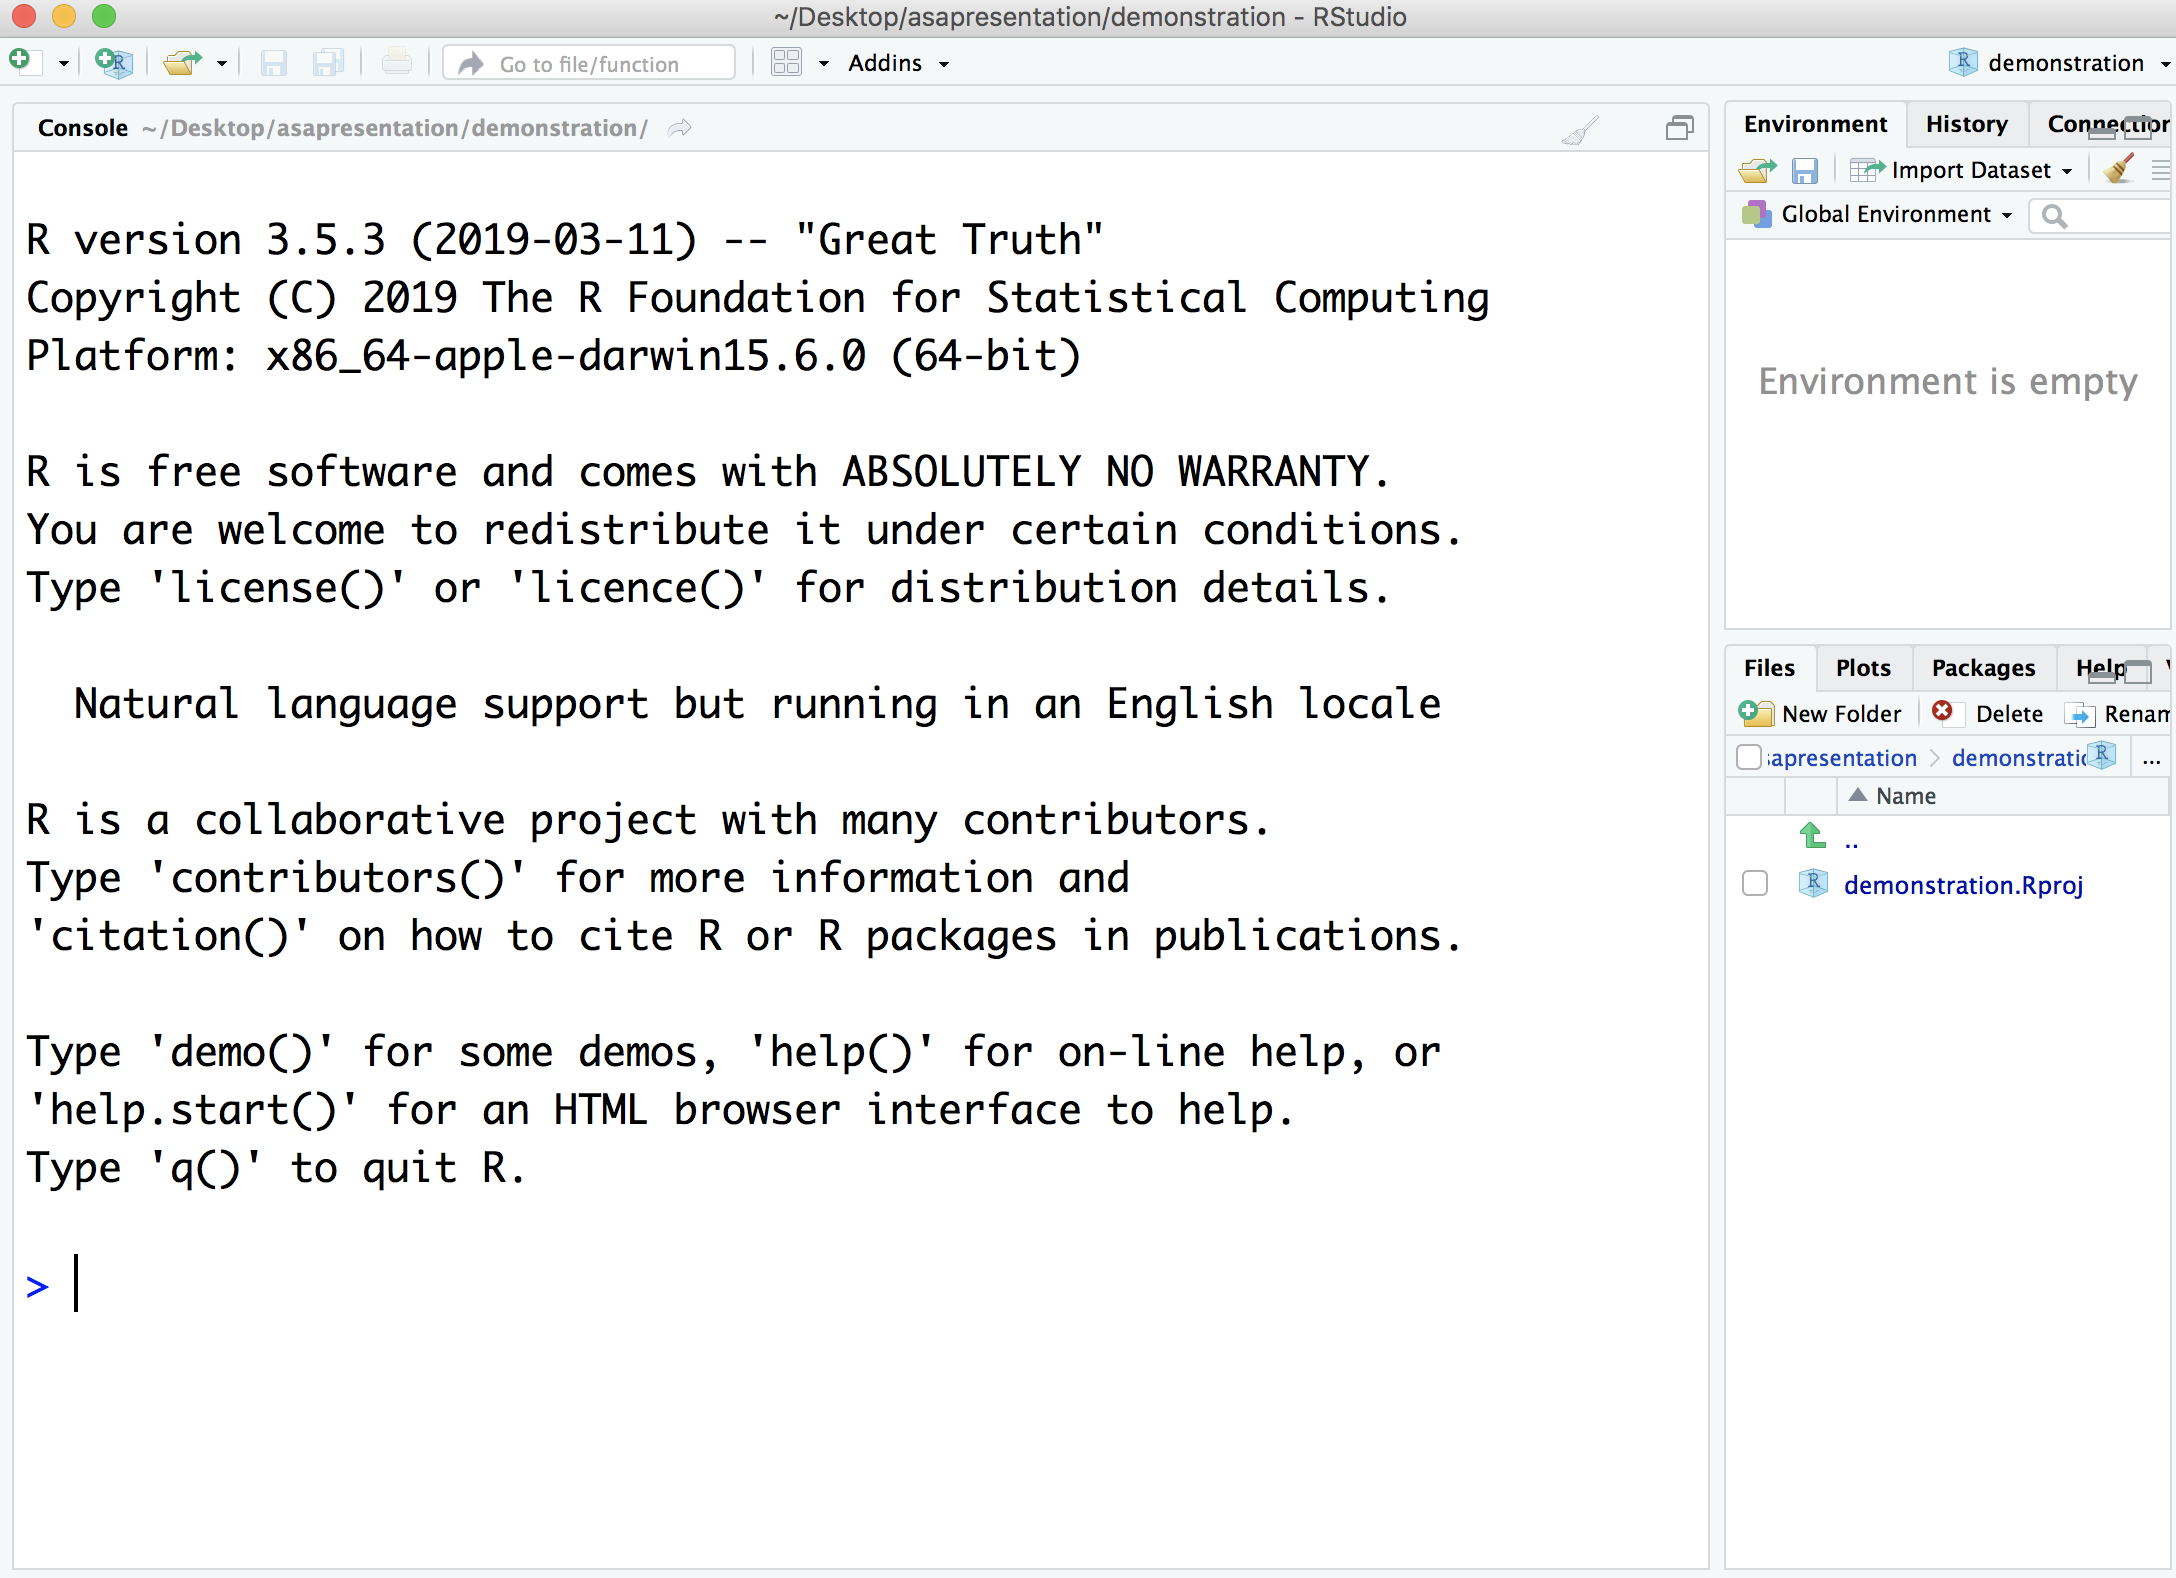 ~/Desktop/asapresentation/demonstration - RStudio
Go to file/function
Addins
demonstration
Console ~/Desktop/asapresentation/demonstration/
R version 3.5.3 (2019-03-11) -- "Great Truth"
Copyright (C) 2019 The R Foundation for Statistical Computing
Platform: x86_64-apple-darwin15.6.0 (64-bit)
R is free software and comes with ABSOLUTELY NO WARRANTY.
You are welcome to redistribute it under certain conditions.
Type 'license()' or 'licence()' for distribution details.
Natural language support but running in an English locale
R is a collaborative project with many contributors.
Type 'contributors()' for more information and
'citation()' on how to cite R or R packages in publications.
Type 'demo()' for some demos, 'help()' for on-line help, or
'help.start()' for an HTML browser interface to help.
Type 'q()' to quit R.
>
Environment History Connection
Import Dataset
Global Environment
Environment is empty
Files Plots Packages Help
New Folder Delete Renam
sapresentation demonstratio
...
Name
..
demonstration.Rproj